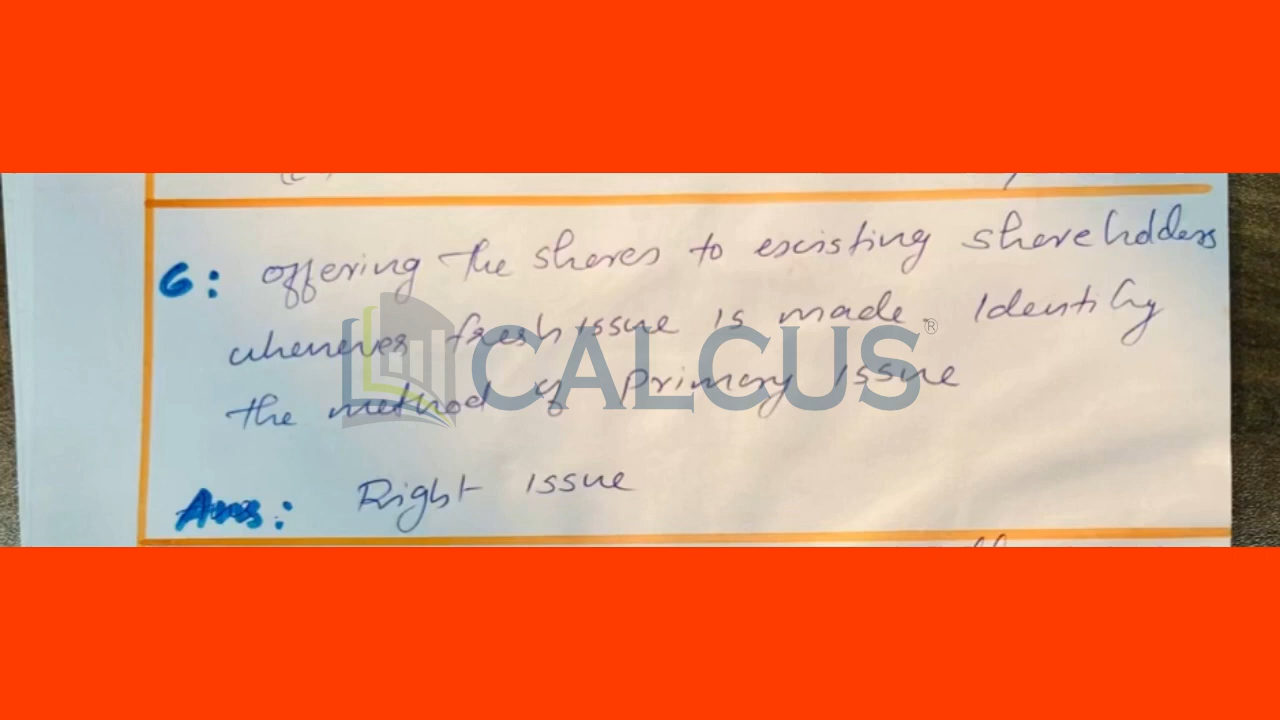 6: offering the shares to existing shareholders
whenever fresh issue is made. Identify
the method of primary issue
CALCUS®
Ans: Right issue